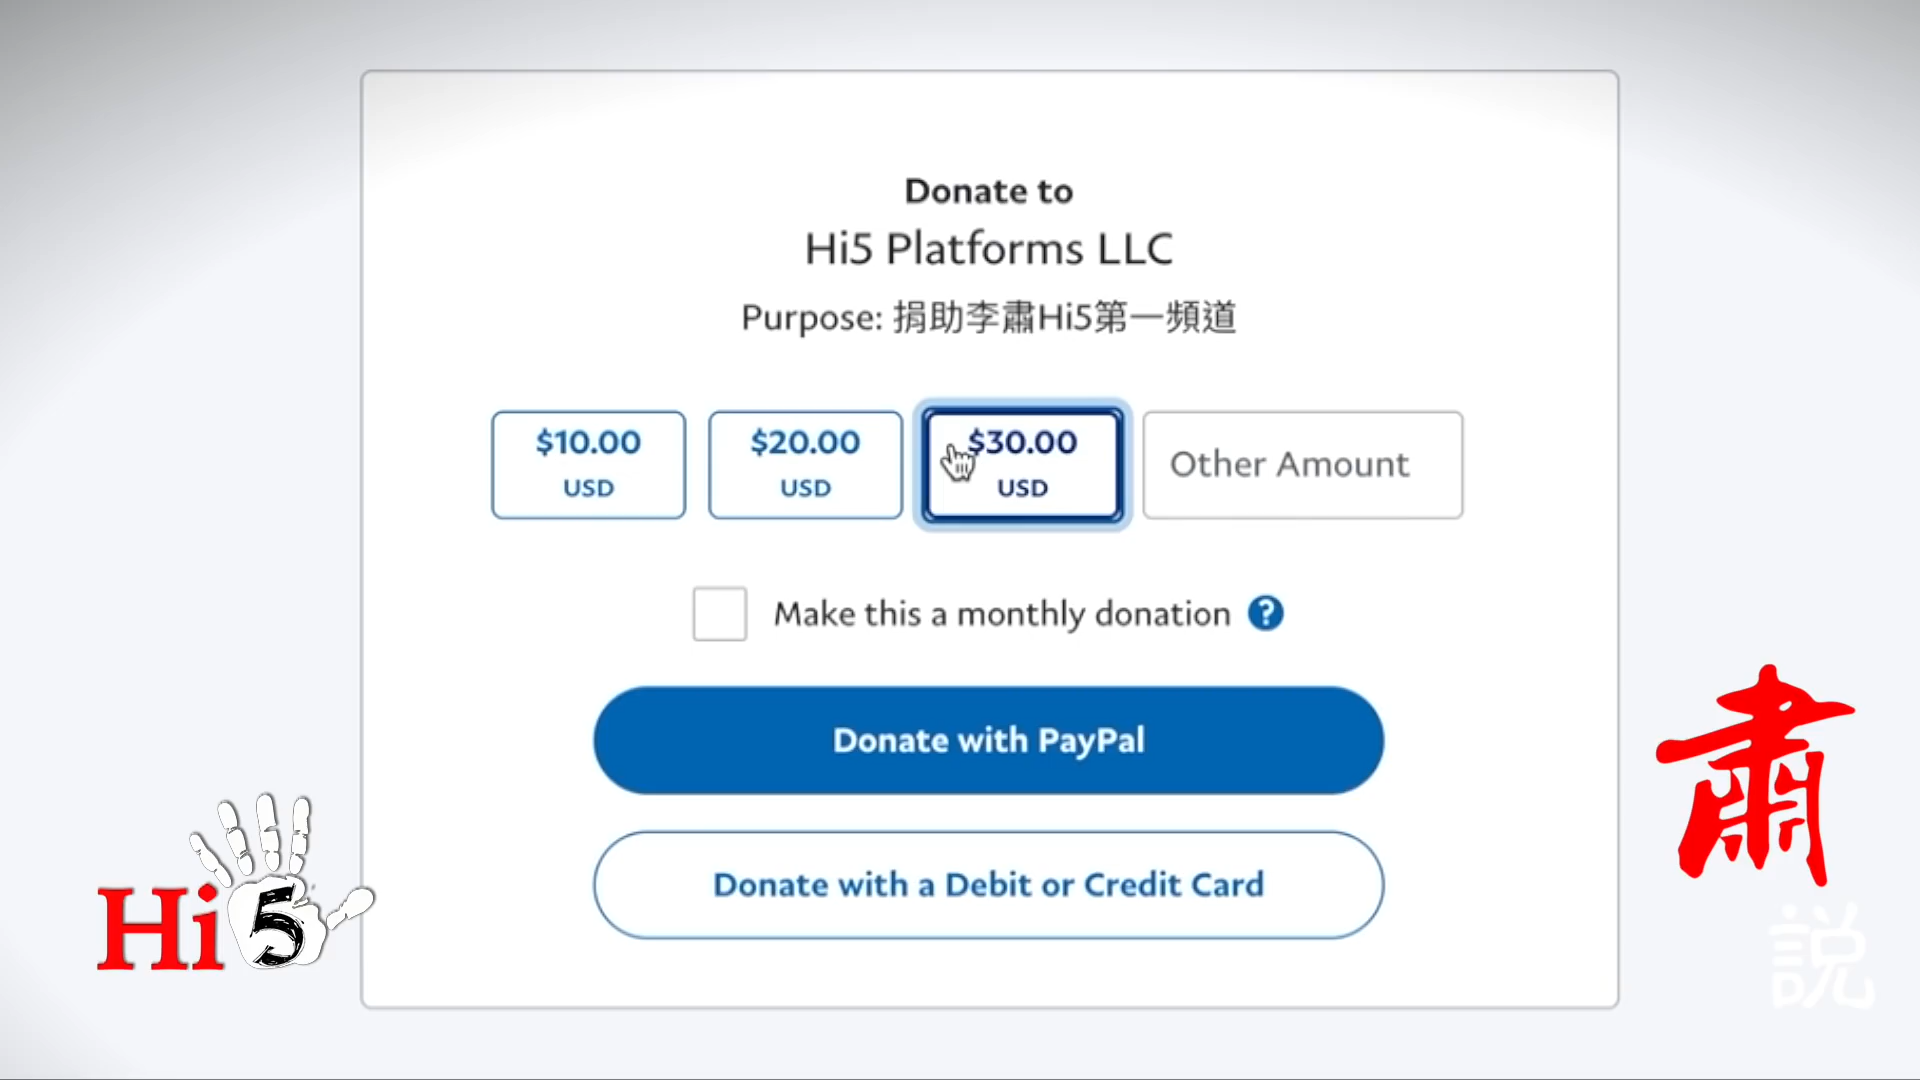 Donate to
Hi5 Platforms LLC
Purpose: 捐助李肅Hi5第一頻道
$10.00
USD
$20.00
USD
$30.00
USD
Other Amount
Make this a monthly donation ?
Donate with PayPal
Donate with a Debit or Credit Card
Hi5
肅
説